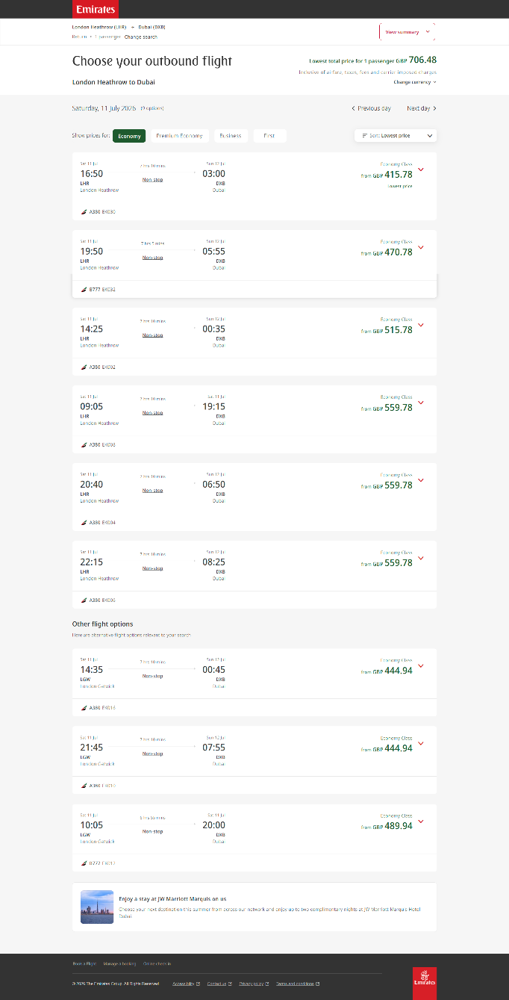 Emirates
London Heathrow (LHR) Dubai (DXB)
Return • 1 passenger Change search
View summary
Choose your outbound flight
Lowest total price for 1 passenger GBP 706.48
Inclusive of airfare, taxes, fees and carrier imposed charges
London Heathrow to Dubai
Change currency
Saturday, 11 July 2026 (9 options)
Previous day Next day
Show prices for: Economy Premium Economy Business First
Sort: Lowest price
Sat 11 Jul 7 hrs 10 mins Sun 12 Jul Economy Class
16:50 Non-stop 03:00 from GBP 415.78
LHR DXB Lowest price
London Heathrow Dubai
A380 EK030
Sat 11 Jul 7 hrs 5 mins Sun 12 Jul Economy Class
19:50 Non-stop 05:55 from GBP 470.78
LHR DXB
London Heathrow Dubai
B777 EK032
Sat 11 Jul 7 hrs 10 mins Sun 12 Jul Economy Class
14:25 Non-stop 00:35 from GBP 515.78
LHR DXB
London Heathrow Dubai
A380 EK002
Sat 11 Jul 7 hrs 10 mins Sat 11 Jul Economy Class
09:05 Non-stop 19:15 from GBP 559.78
LHR DXB
London Heathrow Dubai
A380 EK008
Sat 11 Jul 7 hrs 10 mins Sun 12 Jul Economy Class
20:40 Non-stop 06:50 from GBP 559.78
LHR DXB
London Heathrow Dubai
A380 EK004
Sat 11 Jul 7 hrs 10 mins Sun 12 Jul Economy Class
22:15 Non-stop 08:25 from GBP 559.78
LHR DXB
London Heathrow Dubai
A380 EK006
Other flight options
Here are alternative flight options relevant to your search
Sat 11 Jul 7 hrs 10 mins Sun 12 Jul Economy Class
14:35 Non-stop 00:45 from GBP 444.94
LGW DXB
London Gatwick Dubai
A380 EK016
Sat 11 Jul 7 hrs 10 mins Sun 12 Jul Economy Class
21:45 Non-stop 07:55 from GBP 444.94
LGW DXB
London Gatwick Dubai
A380 EK010
Sat 11 Jul 6 hrs 55 mins Sat 11 Jul Economy Class
10:05 Non-stop 20:00 from GBP 489.94
LGW DXB
London Gatwick Dubai
B777 EK012
Enjoy a stay at JW Marriott Marquis on us
Choose your next destination this summer from across our network and enjoy up to two complimentary nights at JW Marriott Marquis Hotel
Dubai
Book a Flight Manage a booking Online check in
© 2026 The Emirates Group. All Rights Reserved Accessibility Contact us Privacy policy Terms and conditions
Emirates